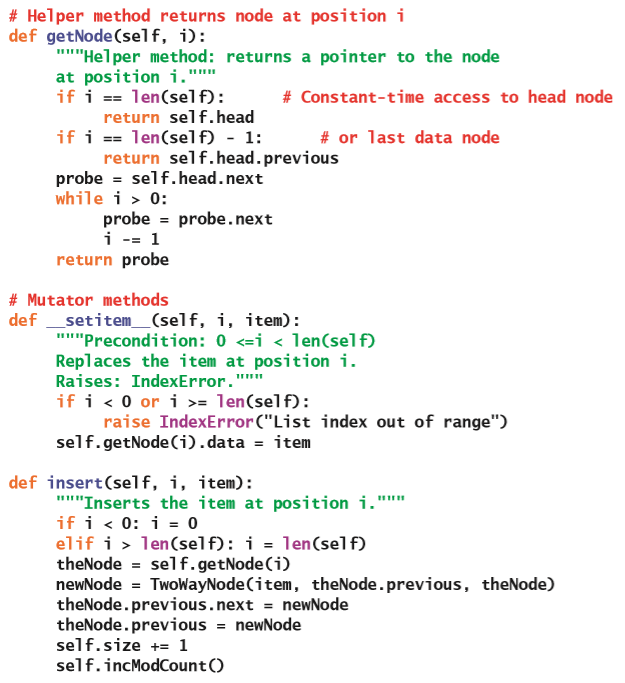 # Helper method returns node at position i
def getNode(self, i):
     """Helper method: returns a pointer to the node
     at position i."""
     if i == len(self):      # Constant-time access to head node
          return self.head
     if i == len(self) - 1:      # or last data node
          return self.head.previous
     probe = self.head.next
     while i > 0:
          probe = probe.next
          i -= 1
     return probe

# Mutator methods
def __setitem__(self, i, item):
     """Precondition: 0 <=i < len(self)
     Replaces the item at position i.
     Raises: IndexError."""
     if i < 0 or i >= len(self):
          raise IndexError("List index out of range")
     self.getNode(i).data = item

def insert(self, i, item):
     """Inserts the item at position i."""
     if i < 0: i = 0
     elif i > len(self): i = len(self)
     theNode = self.getNode(i)
     newNode = TwoWayNode(item, theNode.previous, theNode)
     theNode.previous.next = newNode
     theNode.previous = newNode
     self.size += 1
     self.incModCount()